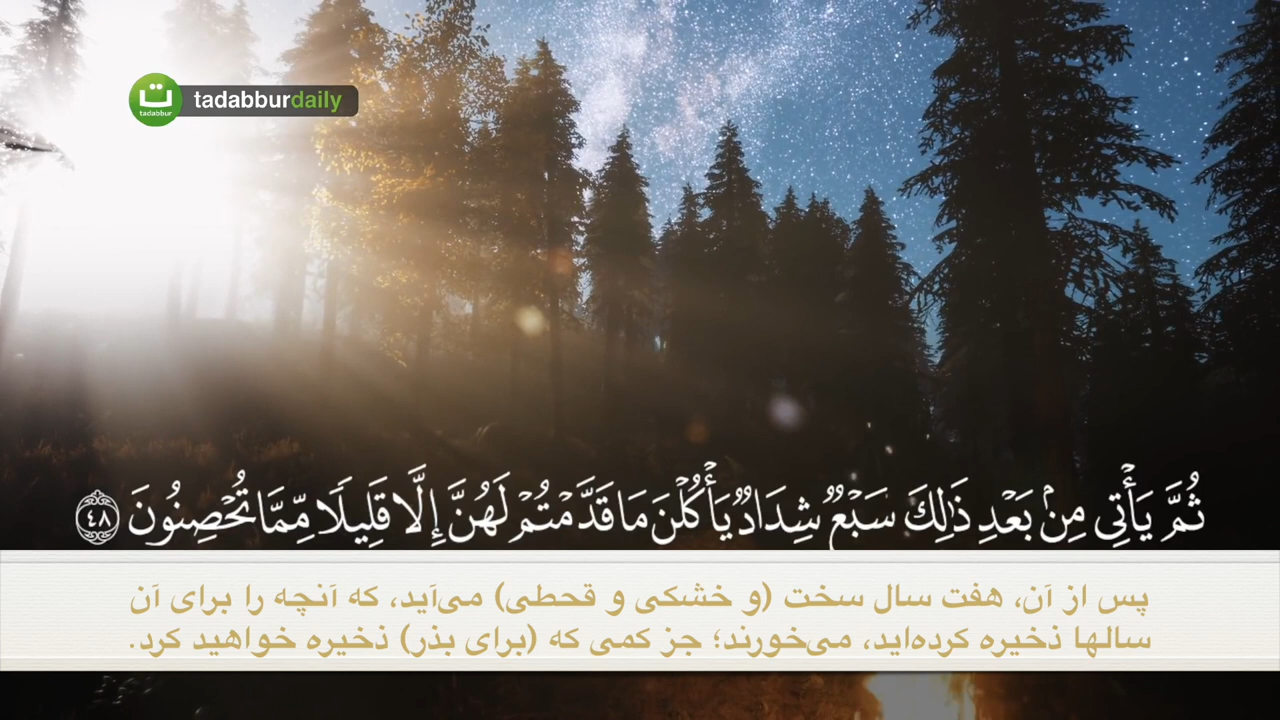 ت
tadabbur
tadabburdaily
ثُمَّ يَأْتِي مِنۢ بَعْدِ ذَٰلِكَ سَبْعٌ شِدَادٌ يَأْكُلْنَ مَا قَدَّمْتُمْ لَهُنَّ إِلَّا قَلِيلًا مِّمَّا تُحْصِنُونَ ٤٨
پس از آن، هفت سال سخت (و خشکی و قحطی) می‌آید، که آنچه را برای آن
سالها ذخیره کرده‌اید، می‌خورند؛ جز کمی که (برای بذر) ذخیره خواهید کرد.